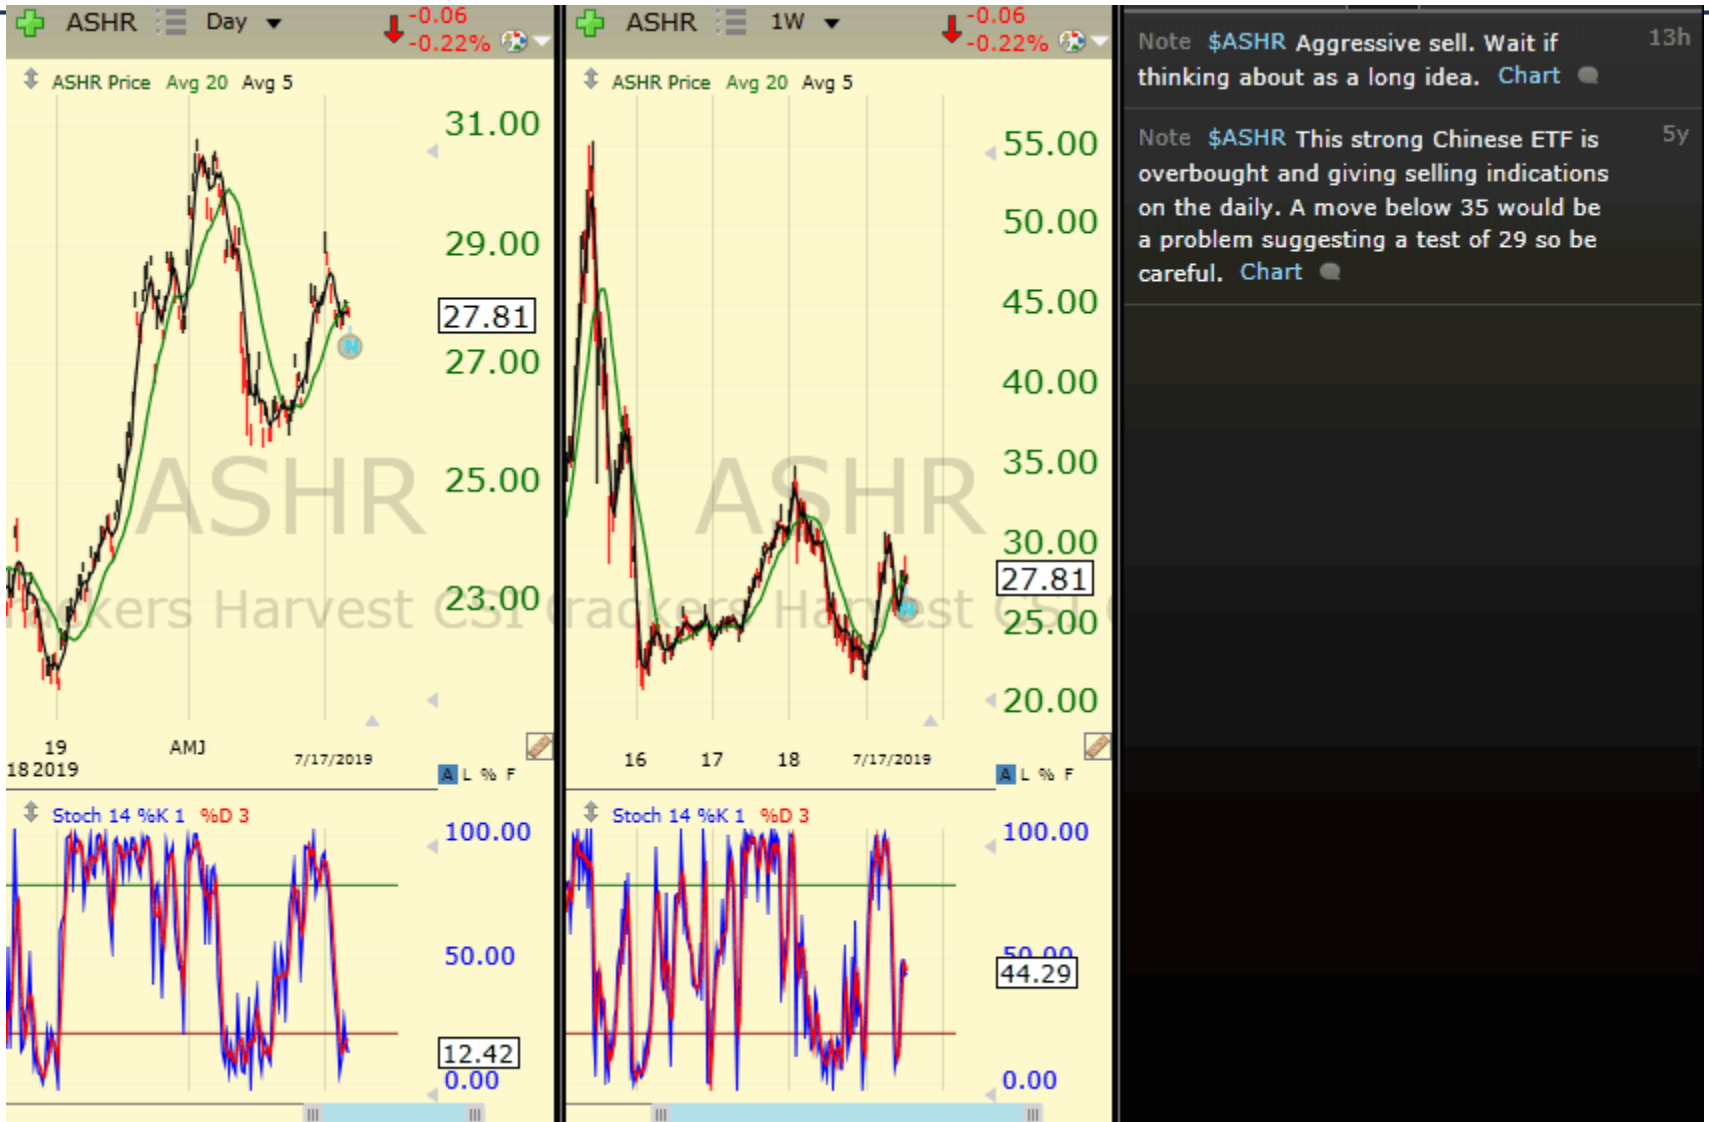 ASHR Day -0.06
-0.22%
ASHR Price Avg 20 Avg 5
31.00
29.00
27.81
27.00
25.00
23.00
ASHR
rackers Harvest CSI
19 AMJ 7/17/2019
18 2019
A L % F
Stoch 14 %K 1 %D 3
100.00
50.00
12.42
0.00
ASHR 1W -0.06
-0.22%
ASHR Price Avg 20 Avg 5
55.00
50.00
45.00
40.00
35.00
30.00
27.81
25.00
20.00
ASHR
rackers Harvest CSI
16 17 18 7/17/2019
A L % F
Stoch 14 %K 1 %D 3
100.00
50.00
44.29
0.00
Note $ASHR Aggressive sell. Wait if 13h
thinking about as a long idea. Chart
Note $ASHR This strong Chinese ETF is 5y
overbought and giving selling indications
on the daily. A move below 35 would be
a problem suggesting a test of 29 so be
careful. Chart